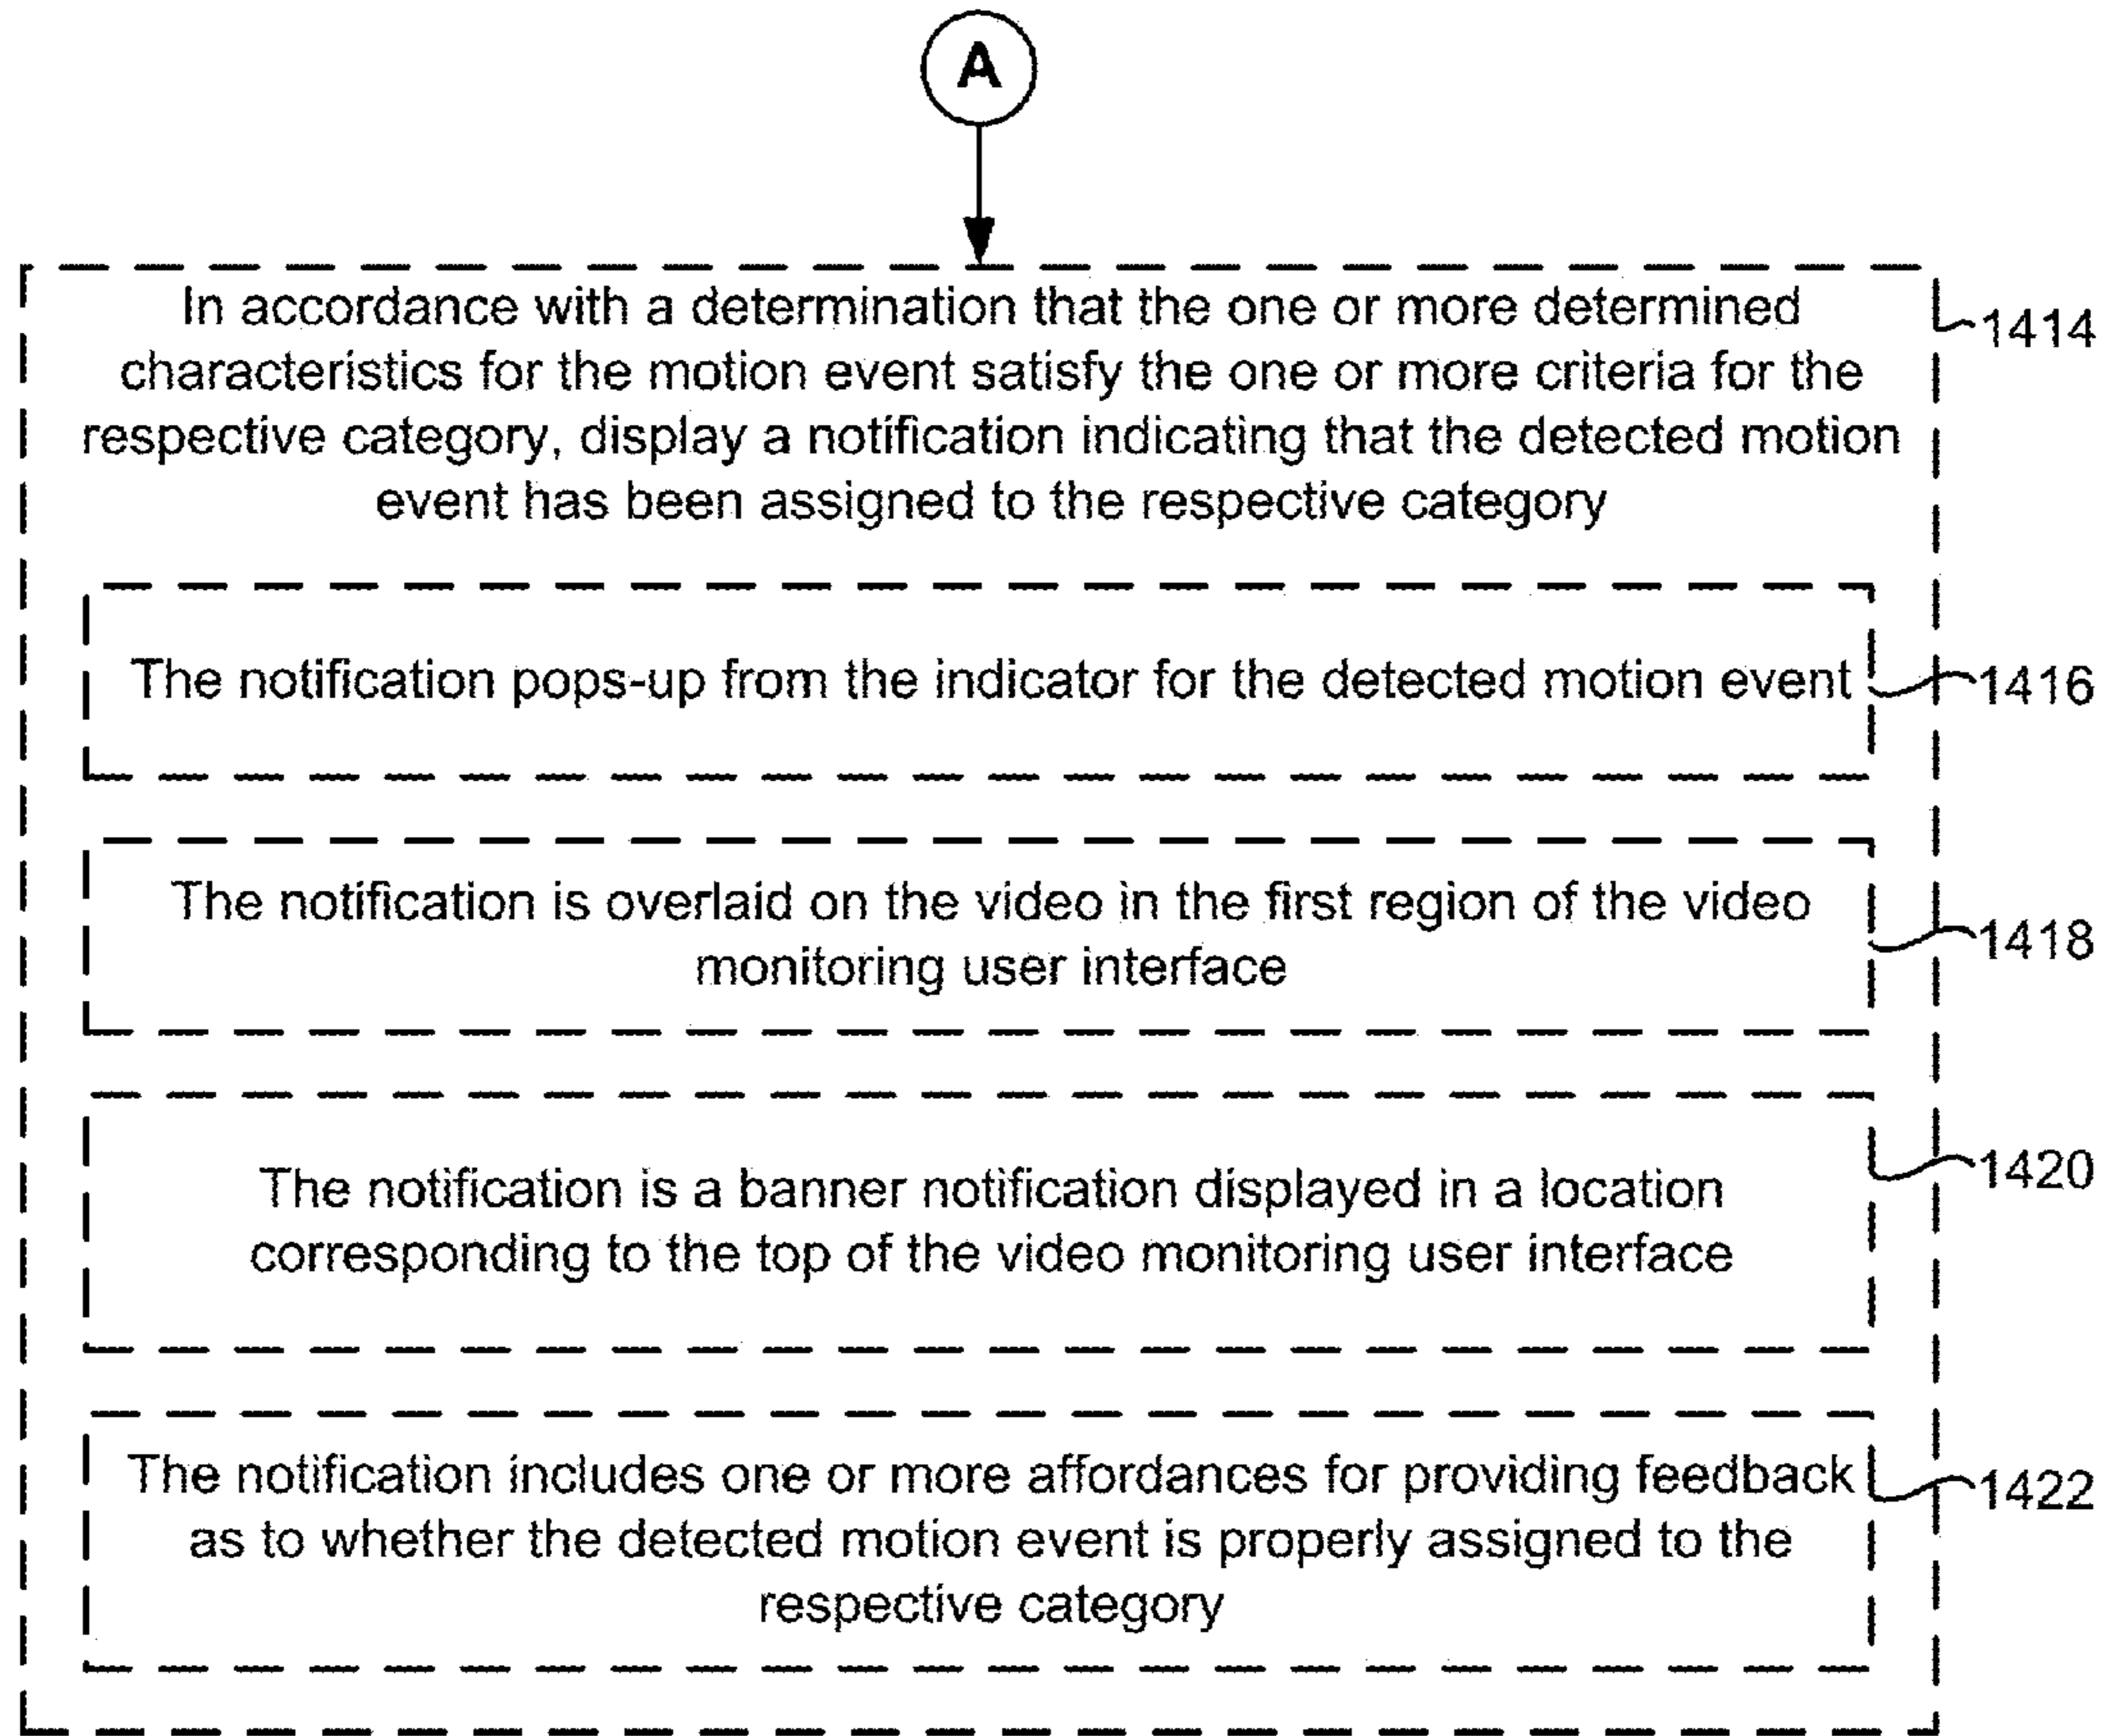 A
In accordance with a determination that the one or more determined
1414
characteristics for the motion event satisfy the one or more criteria for the
respective category, display a notification indicating that the detected motion
event has been assigned to the respective category
The notification pops-up from the indicator for the detected motion event
1416
The notification is overlaid on the video in the first region of the video
1418
monitoring user interface
The notification is a banner notification displayed in a location
1420
corresponding to the top of the video monitoring user interface
The notification includes one or more affordances for providing feedback
1422
as to whether the detected motion event is properly assigned to the
respective category